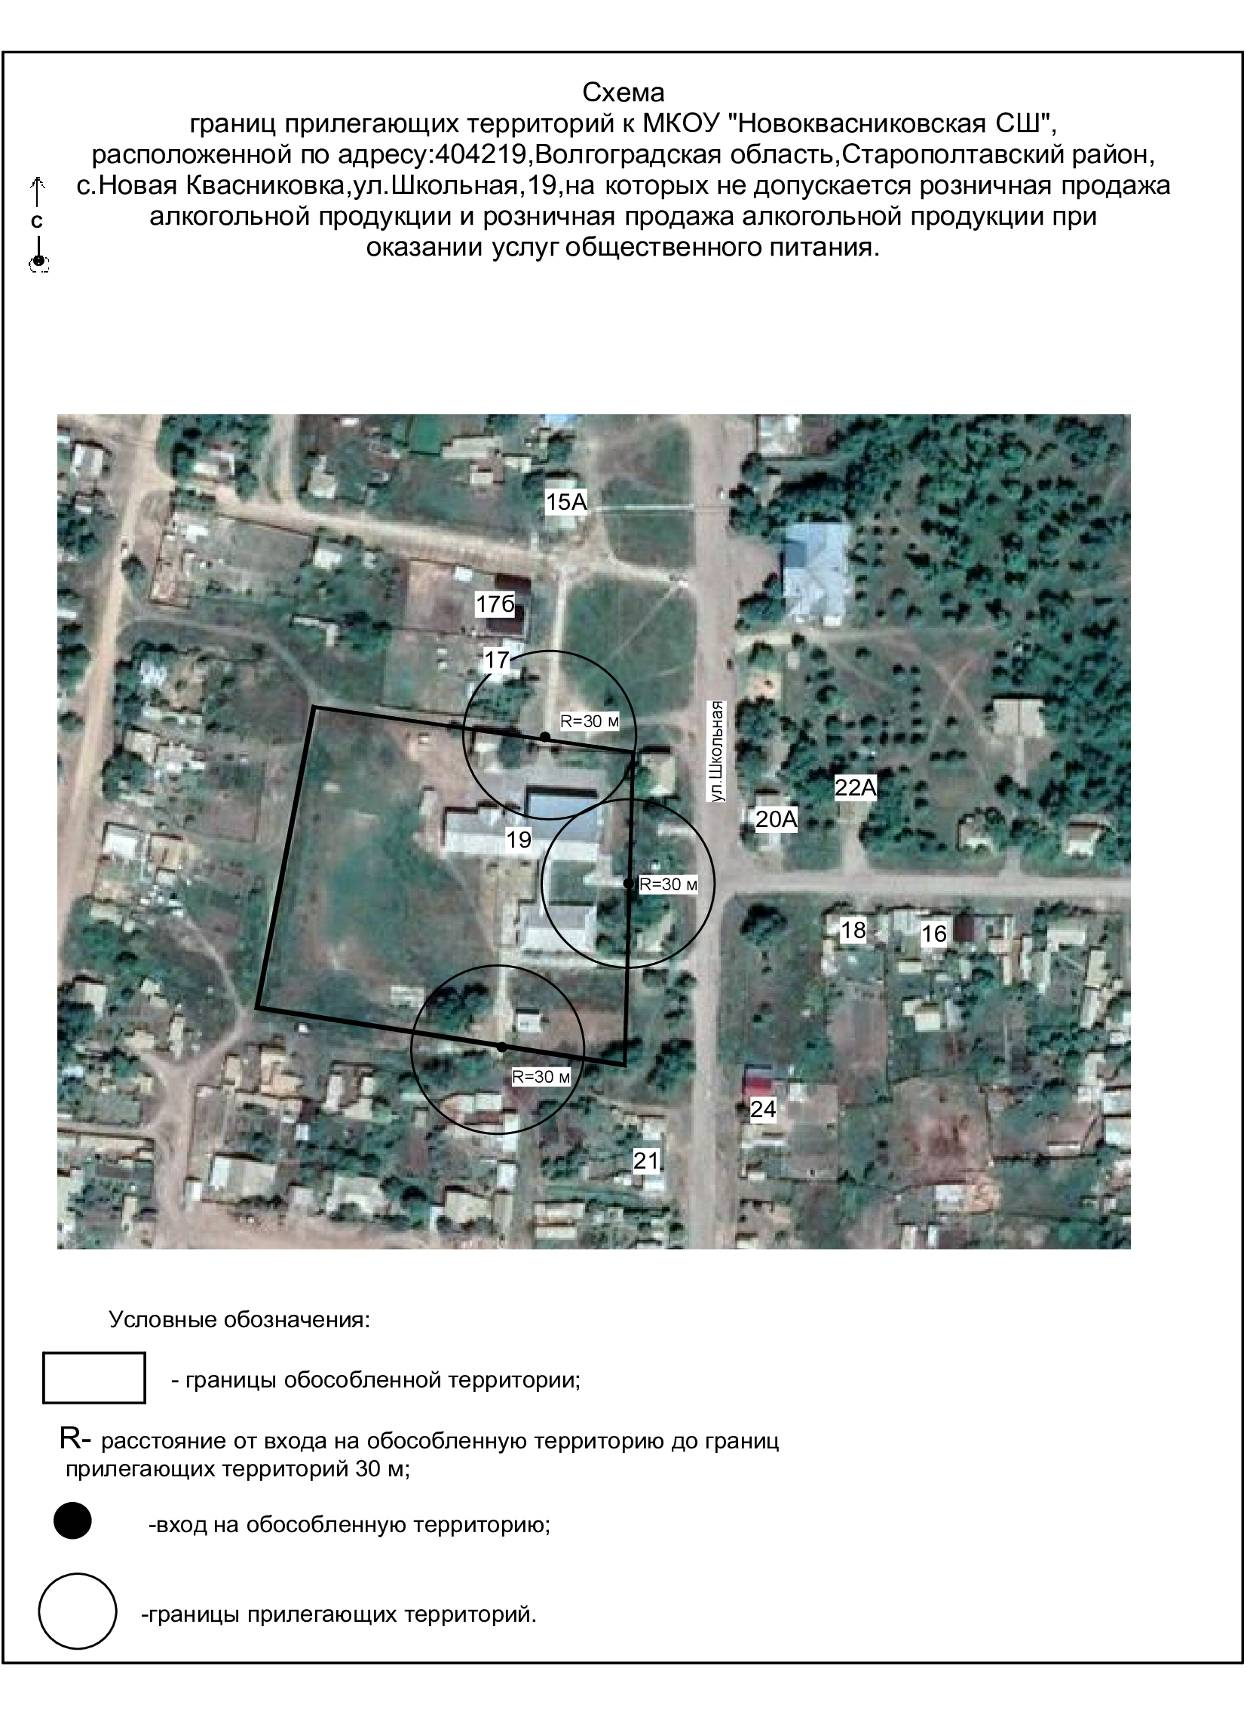 Схема
границ прилегающих территорий к МКОУ "Новоквасниковская СШ",
расположенной по адресу:404219,Волгоградская область,Старополтавский район,
с.Новая Квасниковка,ул.Школьная,19,на которых не допускается розничная продажа
алкогольной продукции и розничная продажа алкогольной продукции при
оказании услуг общественного питания.
с
15А
17б
17
R=30 м
ул.Школьная
22А
20А
19
R=30 м
18
16
R=30 м
24
21
Условные обозначения:
- границы обособленной территории;
R- расстояние от входа на обособленную территорию до границ
прилегающих территорий 30 м;
-вход на обособленную территорию;
-границы прилегающих территорий.